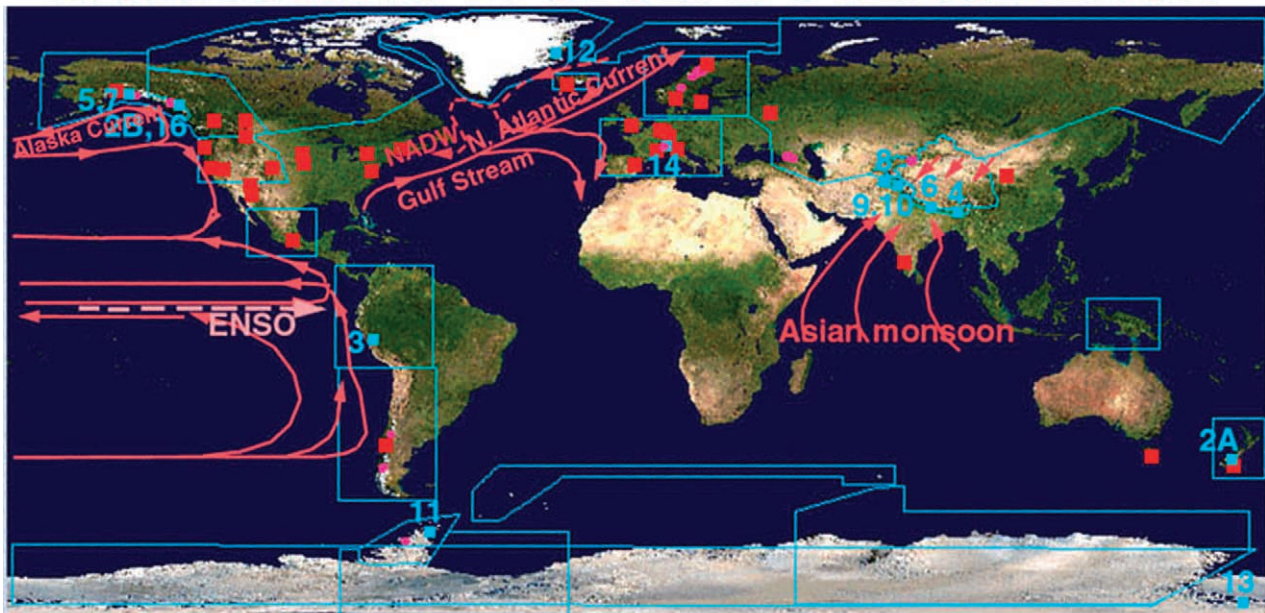 12
5,7
2B,16
Alaska Current
NADW
N. Atlantic Curren
Gulf Stream
14
8
6
4
9,10
ENSO
3
Asian monsoon
2A
11
13